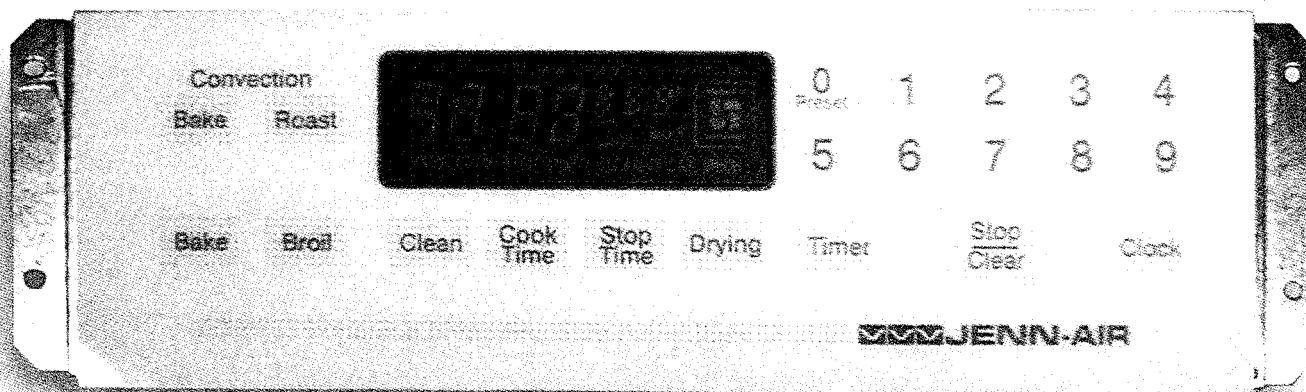 Convection
Bake Roast
0 1 2 3 4
Preset
5 6 7 8 9
Bake Broil Clean Cook Time Stop Time Drying Timer Stop Clear Clock
JENN-AIR